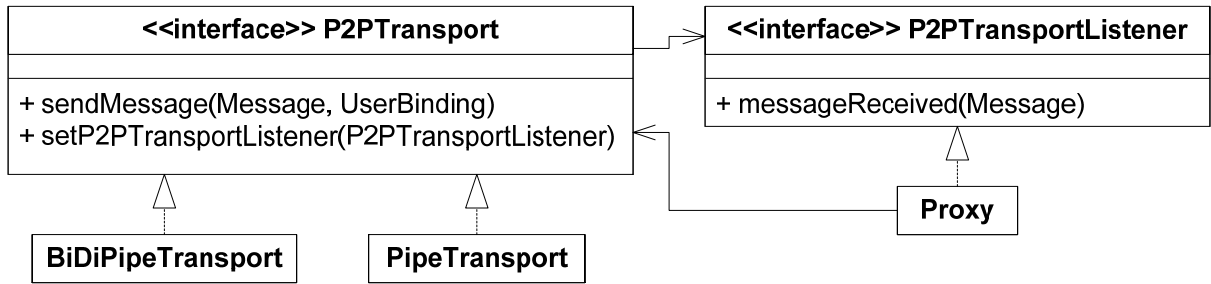 <<interface>> P2PTransport
+ sendMessage(Message, UserBinding)
+ setP2PTransportListener(P2PTransportListener)
<<interface>> P2PTransportListener
+ messageReceived(Message)
Proxy
BiDiPipeTransport
PipeTransport